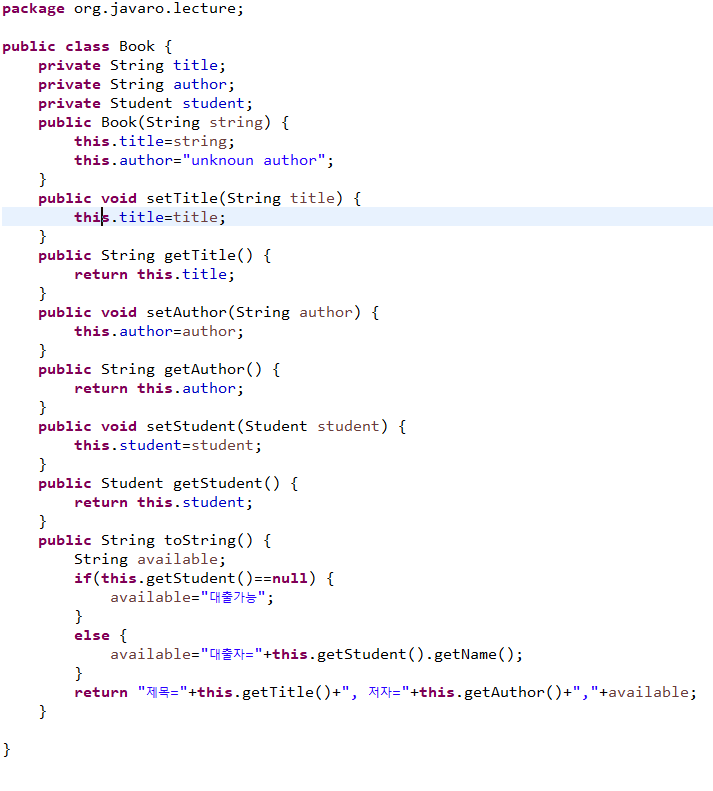 package org.javaro.lecture;
public class Book {
private String title;
private String author;
private Student student;
public Book(String string) {
this.title=string;
this.author="unknoun author";
}
public void setTitle(String title) {
this.title=title;
}
public String getTitle() {
return this.title;
}
public void setAuthor(String author) {
this.author=author;
}
public String getAuthor() {
return this.author;
}
public void setStudent(Student student) {
this.student=student;
}
public Student getStudent() {
return this.student;
}
public String toString() {
String available;
if(this.getStudent()==null) {
available="대출가능";
}
else {
available="대출자="+this.getStudent().getName();
}
return "제목="+this.getTitle()+", 저자="+this.getAuthor()+","+available;
}
}